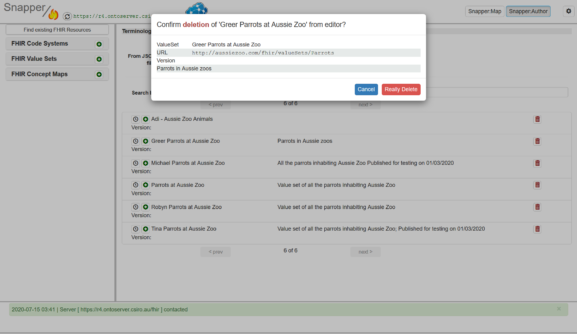 Snapper
https://r4.ontoserver.csiro
Snapper:Map
Snapper:Author
Find existing FHIR Resources
FHIR Code Systems
FHIR Value Sets
FHIR Concept Maps
Terminolog
From JSO
Search
Confirm deletion of 'Greer Parrots at Aussie Zoo' from editor?
ValueSet Greer Parrots at Aussie Zoo
URL http://aussiezoo.com/fhir/valueSets/Parrots
Version
Parrots in Aussie zoos
Cancel
Really Delete
< prev 6 of 6 next >
Adi - Aussie Zoo Animals
Version:
Greer Parrots at Aussie Zoo Parrots in Aussie zoos
Version:
Michael Parrots at Aussie Zoo All the parrots inhabiting Aussie Zoo Published for testing on 01/03/2020
Version:
Parrots at Aussie Zoo Value set of all the parrots inhabiting Aussie Zoo
Version:
Robyn Parrots at Aussie Zoo Value set of all the parrots inhabiting Aussie Zoo
Version:
Tina Parrots at Aussie Zoo Value set of all the parrots inhabiting Aussie Zoo; Published for testing on 01/03/2020
Version:
< prev 6 of 6 next >
2020-07-15 03:41 | Server [ https://r4.ontoserver.csiro.au/fhir ] contacted